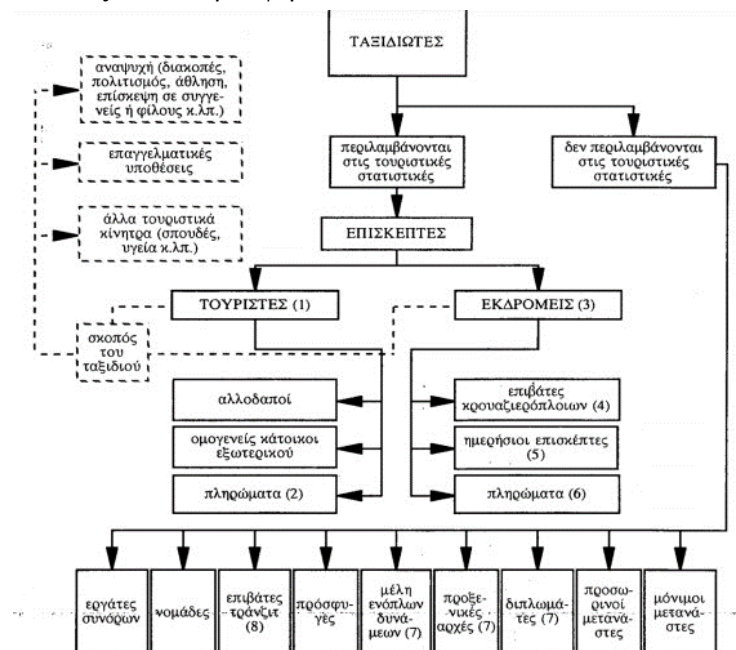 ΤΑΞΙΔΙΩΤΕΣ
αναψυχή (διακοπές,
πολιτισμός, άθληση,
επίσκεψη σε συγγε-
νείς ή φίλους κ.λπ.)
επαγγελματικές
υποθέσεις
άλλα τουριστικά
κίνητρα (σπουδές,
υγεία κ.λπ.)
περιλαμβάνονται
στις τουριστικές
στατιστικές
δεν περιλαμβάνονται
στις τουριστικές
στατιστικές
ΕΠΙΣΚΕΠΤΕΣ
ΤΟΥΡΙΣΤΕΣ (1)
ΕΚΔΡΟΜΕΙΣ (3)
σκοπός
του
ταξιδιού
αλλοδαποί
ομογενείς κάτοικοι
εξωτερικού
πληρώματα (2)
επιβάτες
κρουαζιερόπλοιων (4)
ημερήσιοι επισκέπτες
(5)
πληρώματα (6)
εργάτες
συνόρων
νομάδες
επιβάτες
τράνζιτ
(8)
πρόσφυ-
γές
μέλη
ενόπλων
δυνά-
μεων (7)
προξε-
νικές
αρχές (7)
διπλωμά-
τες (7)
προσω-
ρινοί
μετανά-
στες
μόνιμοι
μετανά-
στες